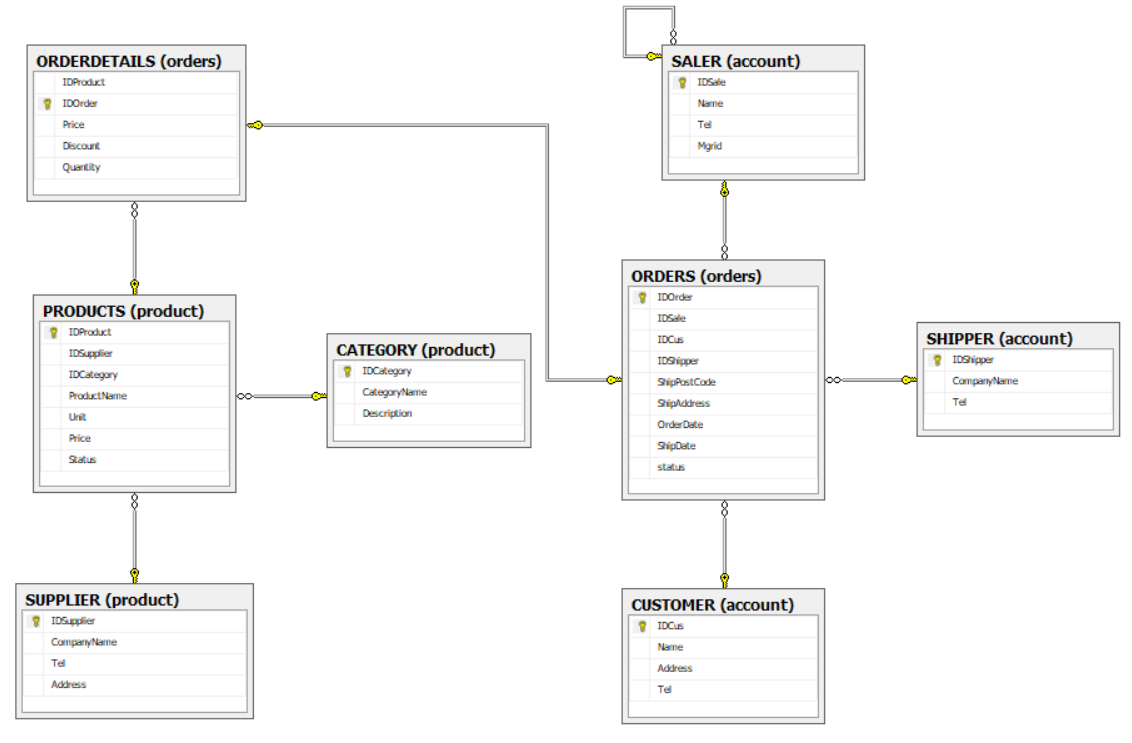 ORDERDETAILS (orders)
IDProduct
IDOrder
Price
Discount
Quantity
SALER (account)
IDSale
Name
Tel
Mgrid
PRODUCTS (product)
IDProduct
IDSupplier
IDCategory
ProductName
Unit
Price
Status
CATEGORY (product)
IDCategory
CategoryName
Description
ORDERS (orders)
IDOrder
IDSale
IDCus
IDShipper
ShipPostCode
ShipAddress
OrderDate
ShipDate
status
SHIPPER (account)
IDShipper
CompanyName
Tel
SUPPLIER (product)
IDSupplier
CompanyName
Tel
Address
CUSTOMER (account)
IDCus
Name
Address
Tel